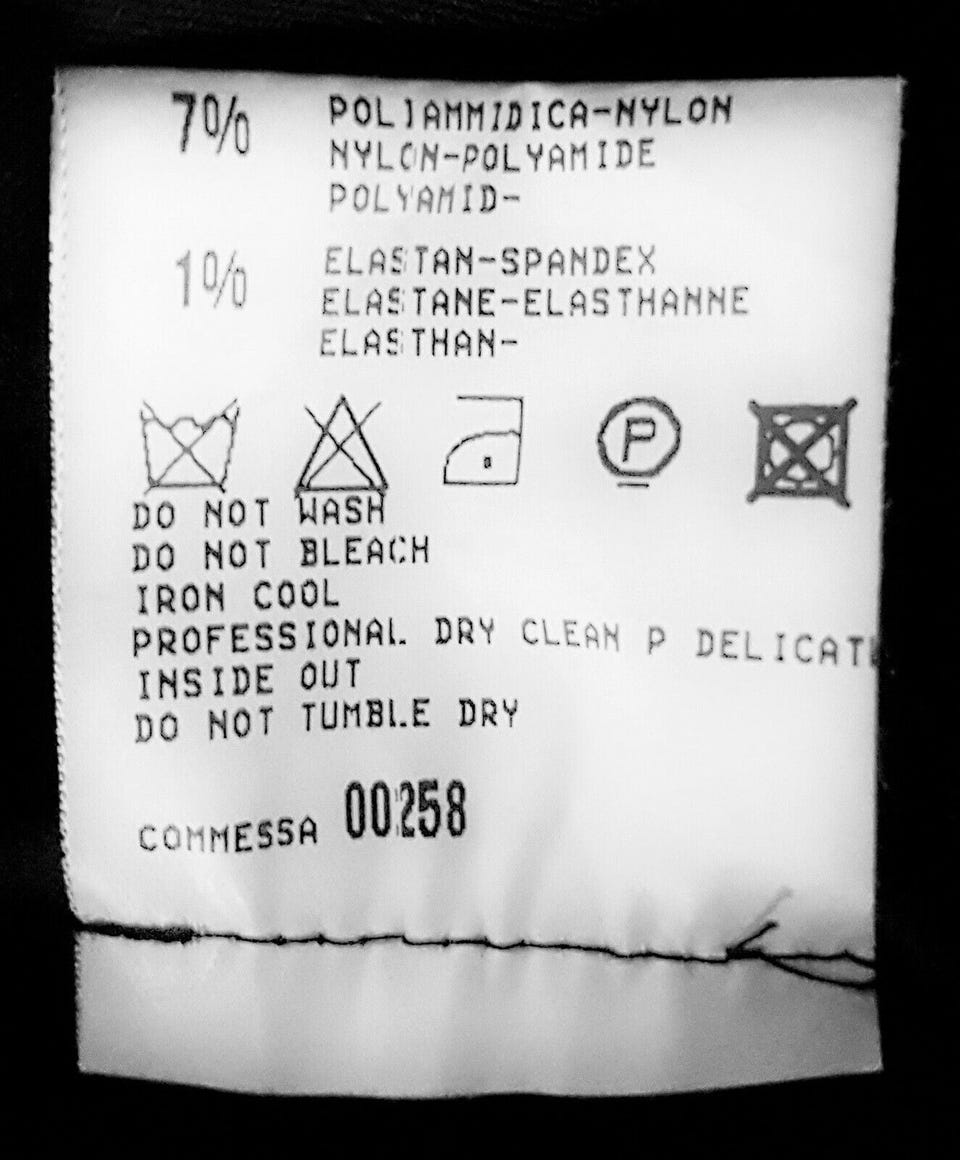 7% POLIAMMIDICA-NYLON
NYLON-POLYAMIDE
POLYAMID-
1% ELASTAN-SPANDEX
ELASTANE-ELASTHANNE
ELASTHAN-
P
DO NOT WASH
DO NOT BLEACH
IRON COOL
PROFESSIONAL DRY CLEAN P
INSIDE OUT
DO NOT TUMBLE DRY
COMMESSA 00258